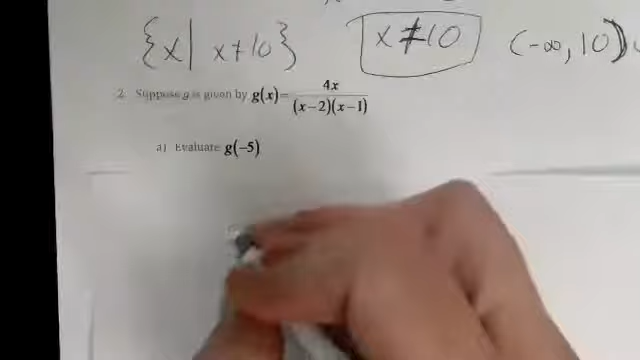 {x| x≠10} x≠10 (-∞,10)
2. Suppose g is given by g(x)= 4x / (x−2)(x−1)
a) Evaluate g(−5)